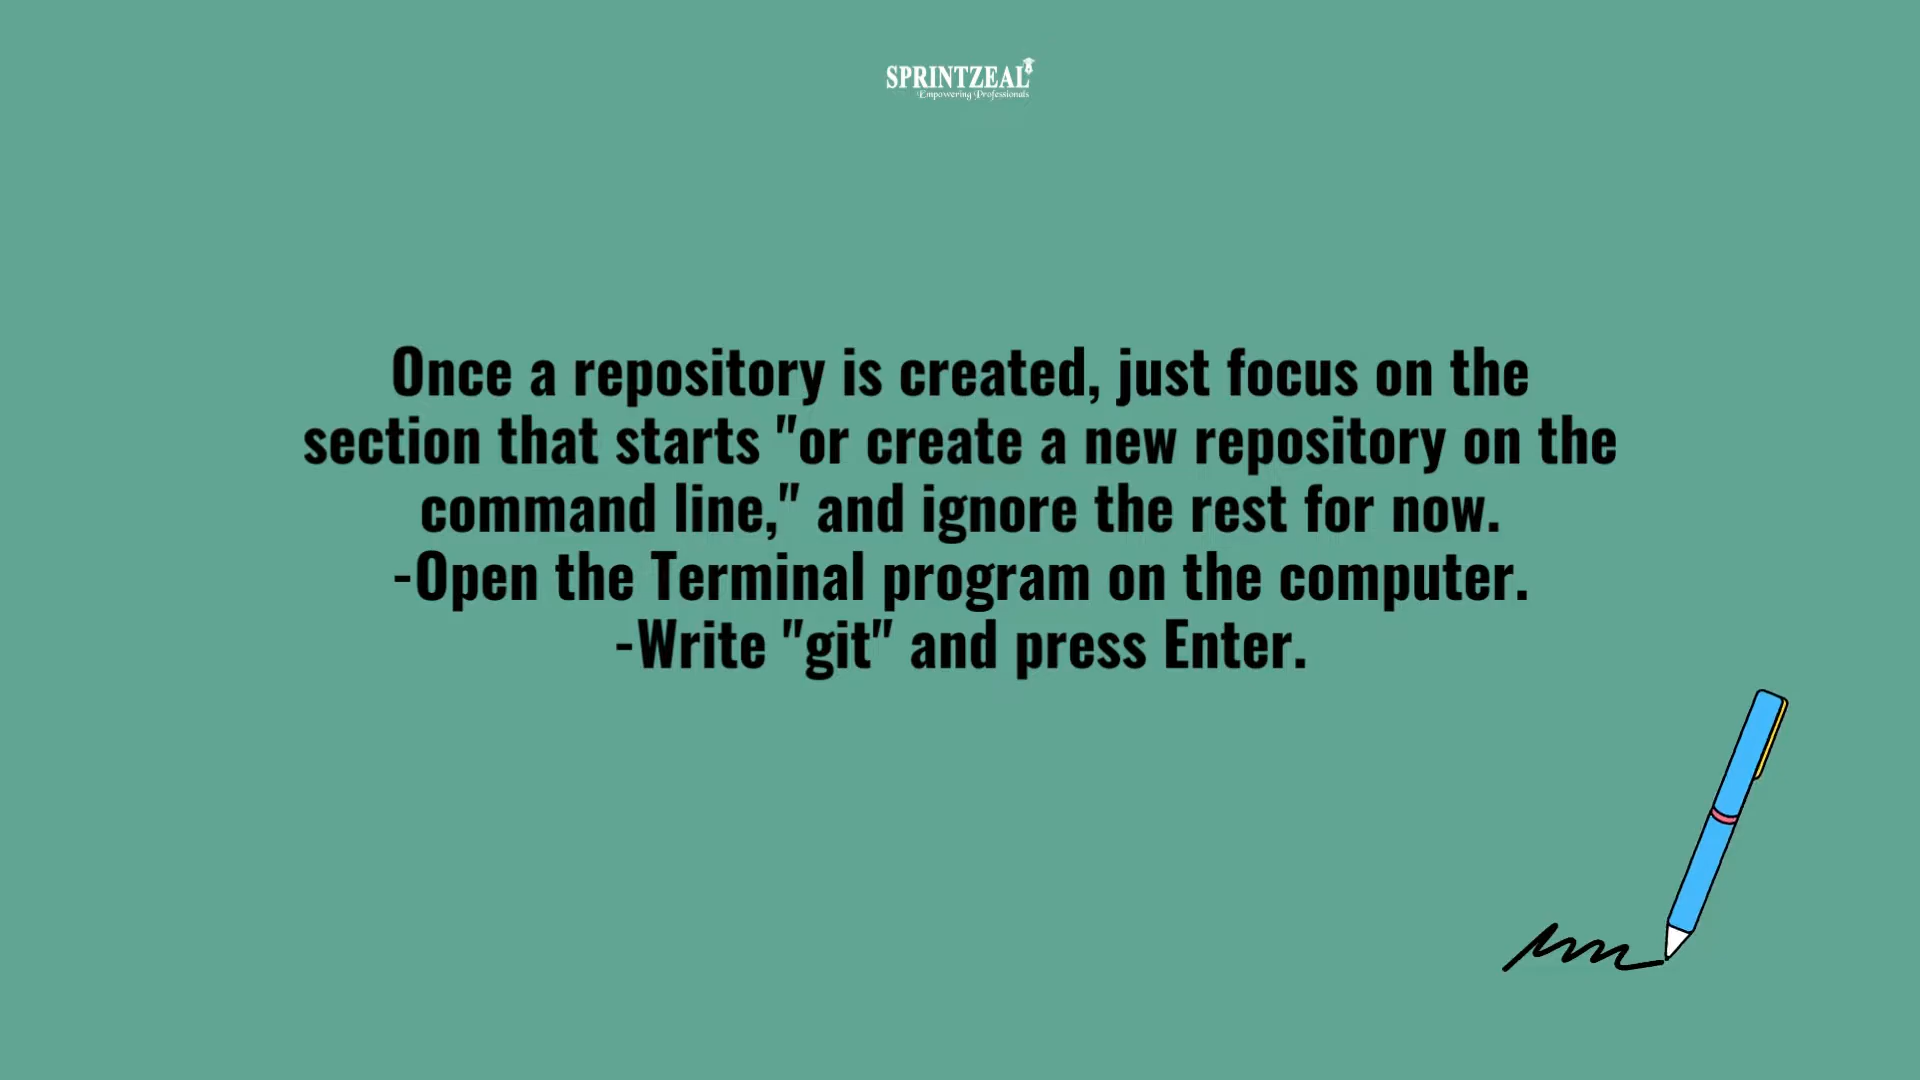 SPRINTZEAL
Empowering Professionals
Once a repository is created, just focus on the
section that starts "or create a new repository on the
command line," and ignore the rest for now.
-Open the Terminal program on the computer.
-Write "git" and press Enter.